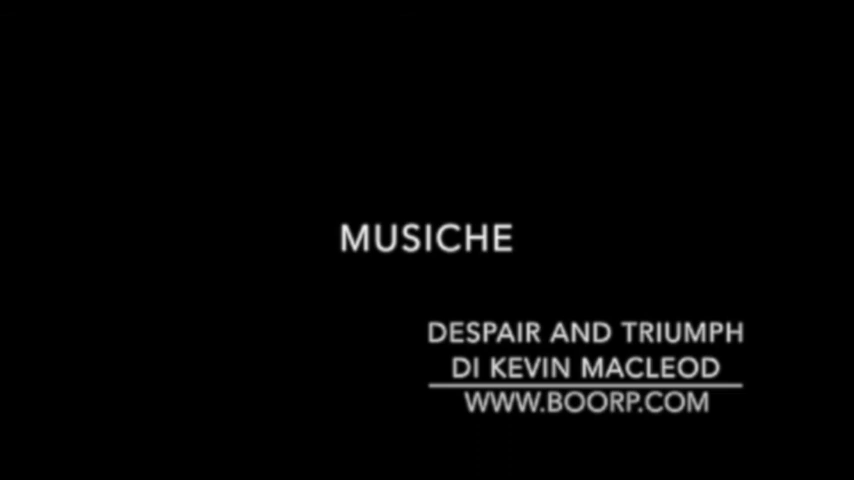 MUSICHE
DESPAIR AND TRIUMPH
DI KEVIN MACLEOD
WWW.BOORP.COM